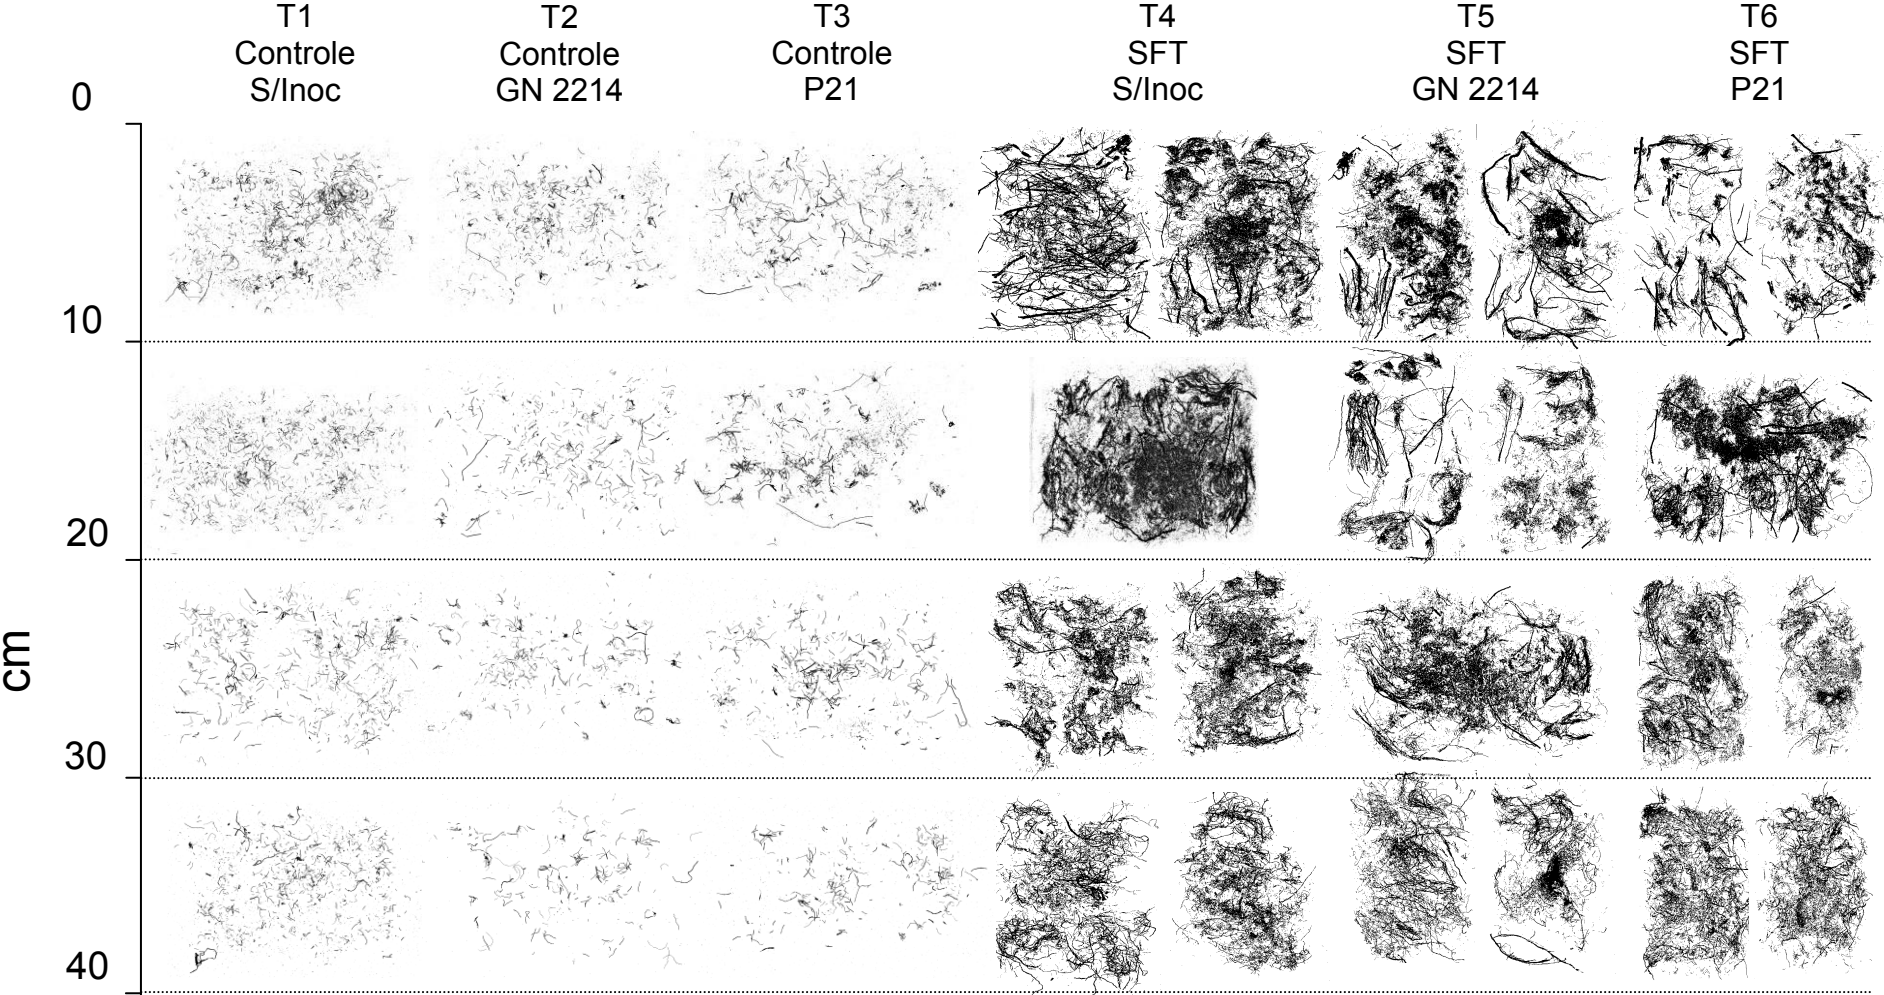 T1
Controle
S/Inoc
T2
Controle
GN 2214
T3
Controle
P21
T4
SFT
S/Inoc
T5
SFT
GN 2214
T6
SFT
P21
0
10
20
30
40
cm